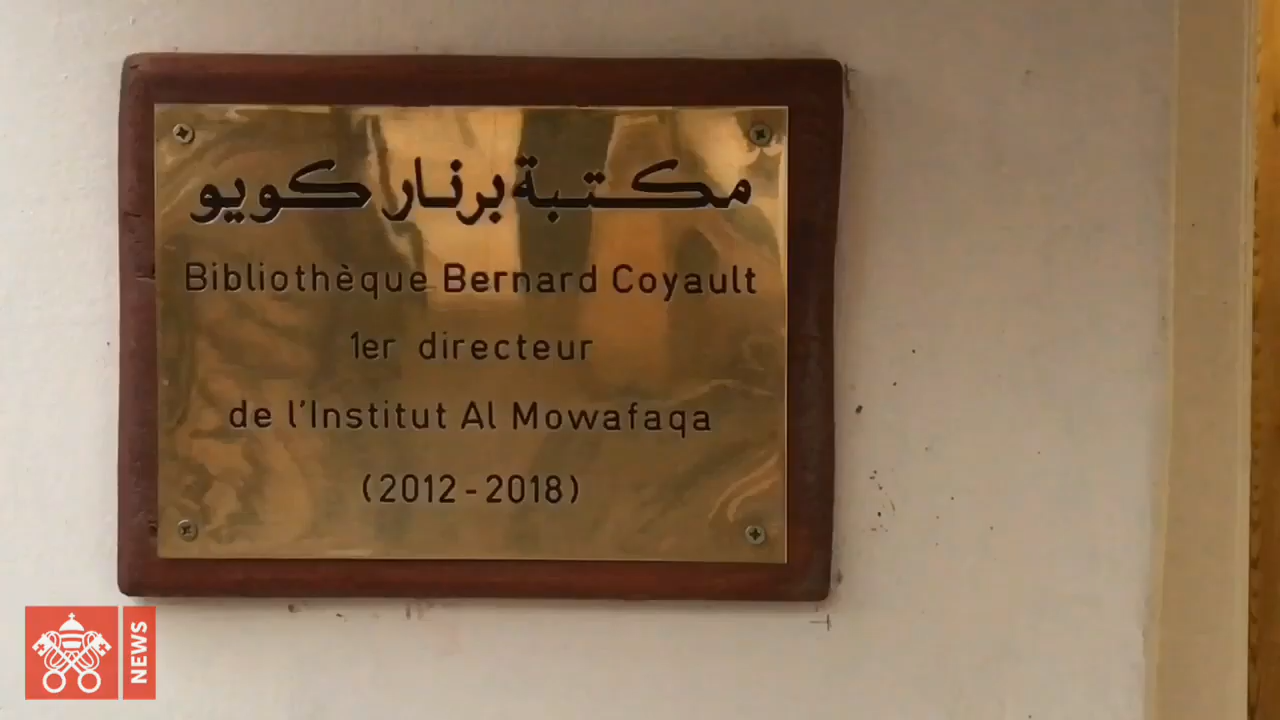 مكتبة برنار كويو
Bibliothèque Bernard Coyault
1er directeur
de l'Institut Al Mowafaqa
(2012-2018)
NEWS